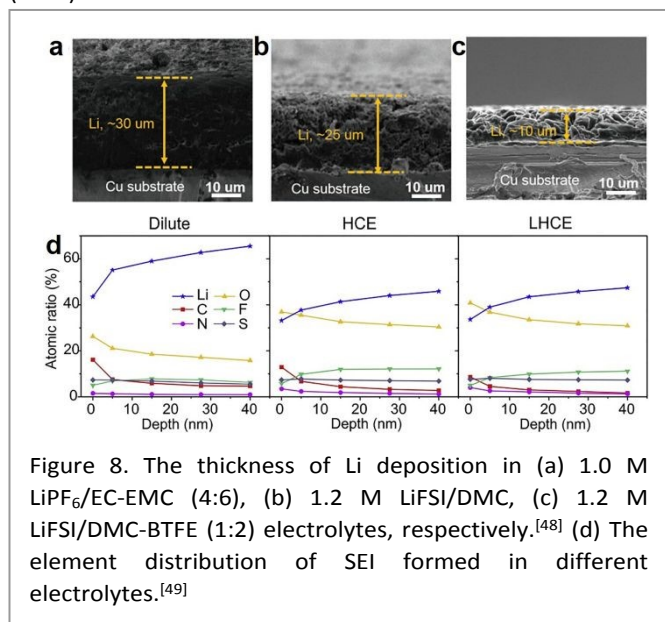 a
b
c
Li, ~30 um
Li, ~25 um
Li, ~10 um
Cu substrate
Cu substrate
Cu substrate
10 um
10 um
10 um
d
Dilute
HCE
LHCE
Atomic ratio (%)
60
40
20
0
Li
O
C
F
N
S
0 10 20 30 40
0 10 20 30 40
0 10 20 30 40
Depth (nm)
Depth (nm)
Depth (nm)
Figure 8. The thickness of Li deposition in (a) 1.0 M
LiPF₆/EC-EMC (4:6), (b) 1.2 M LiFSI/DMC, (c) 1.2 M
LiFSI/DMC-BTFE (1:2) electrolytes, respectively.[48] (d) The
element distribution of SEI formed in different
electrolytes.[49]